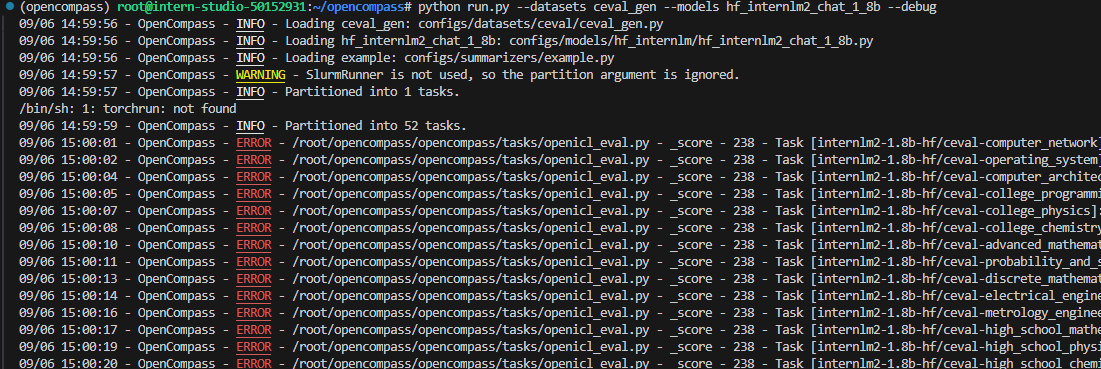 (opencompass) root@intern-studio-50152931:~/opencompass# python run.py --datasets ceval_gen --models hf_internlm2_chat_1_8b --debug
09/06 14:59:56 - OpenCompass - INFO - Loading ceval_gen: configs/datasets/ceval/ceval_gen.py
09/06 14:59:56 - OpenCompass - INFO - Loading hf_internlm2_chat_1_8b: configs/models/hf_internlm/hf_internlm2_chat_1_8b.py
09/06 14:59:56 - OpenCompass - INFO - Loading example: configs/summarizers/example.py
09/06 14:59:57 - OpenCompass - WARNING - SlurmRunner is not used, so the partition argument is ignored.
09/06 14:59:57 - OpenCompass - INFO - Partitioned into 1 tasks.
/bin/sh: 1: torchrun: not found
09/06 14:59:59 - OpenCompass - INFO - Partitioned into 52 tasks.
09/06 15:00:01 - OpenCompass - ERROR - /root/opencompass/opencompass/tasks/openicl_eval.py - _score - 238 - Task [internlm2-1.8b-hf/ceval-computer_network]
09/06 15:00:02 - OpenCompass - ERROR - /root/opencompass/opencompass/tasks/openicl_eval.py - _score - 238 - Task [internlm2-1.8b-hf/ceval-operating_system]
09/06 15:00:04 - OpenCompass - ERROR - /root/opencompass/opencompass/tasks/openicl_eval.py - _score - 238 - Task [internlm2-1.8b-hf/ceval-computer_architec
09/06 15:00:05 - OpenCompass - ERROR - /root/opencompass/opencompass/tasks/openicl_eval.py - _score - 238 - Task [internlm2-1.8b-hf/ceval-college_programmi
09/06 15:00:07 - OpenCompass - ERROR - /root/opencompass/opencompass/tasks/openicl_eval.py - _score - 238 - Task [internlm2-1.8b-hf/ceval-college_physics]:
09/06 15:00:08 - OpenCompass - ERROR - /root/opencompass/opencompass/tasks/openicl_eval.py - _score - 238 - Task [internlm2-1.8b-hf/ceval-college_chemistry
09/06 15:00:10 - OpenCompass - ERROR - /root/opencompass/opencompass/tasks/openicl_eval.py - _score - 238 - Task [internlm2-1.8b-hf/ceval-advanced_mathemat
09/06 15:00:11 - OpenCompass - ERROR - /root/opencompass/opencompass/tasks/openicl_eval.py - _score - 238 - Task [internlm2-1.8b-hf/ceval-probability_and_s
09/06 15:00:13 - OpenCompass - ERROR - /root/opencompass/opencompass/tasks/openicl_eval.py - _score - 238 - Task [internlm2-1.8b-hf/ceval-discrete_mathemat
09/06 15:00:14 - OpenCompass - ERROR - /root/opencompass/opencompass/tasks/openicl_eval.py - _score - 238 - Task [internlm2-1.8b-hf/ceval-electrical_engine
09/06 15:00:16 - OpenCompass - ERROR - /root/opencompass/opencompass/tasks/openicl_eval.py - _score - 238 - Task [internlm2-1.8b-hf/ceval-metrology_enginee
09/06 15:00:17 - OpenCompass - ERROR - /root/opencompass/opencompass/tasks/openicl_eval.py - _score - 238 - Task [internlm2-1.8b-hf/ceval-high_school_mathe
09/06 15:00:19 - OpenCompass - ERROR - /root/opencompass/opencompass/tasks/openicl_eval.py - _score - 238 - Task [internlm2-1.8b-hf/ceval-high_school_physi
09/06 15:00:20 - OpenCompass - ERROR - /root/opencompass/opencompass/tasks/openicl_eval.py - _score - 238 - Task [internlm2-1.8b-hf/ceval-high_school_chemi